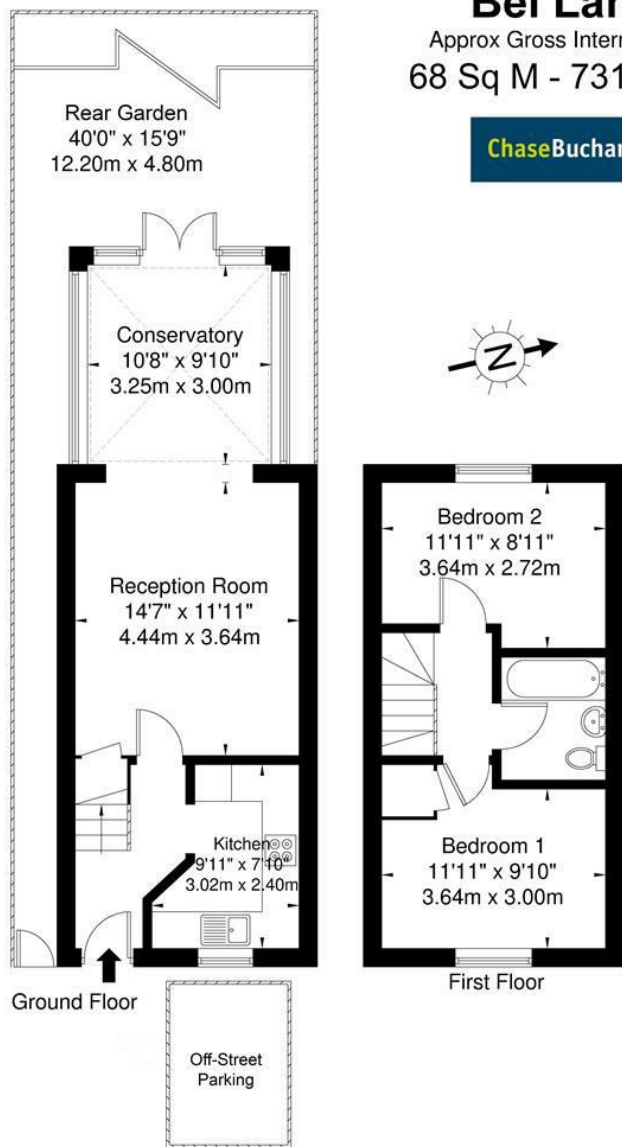 Bel Lan
Approx Gross Intern
68 Sq M - 731
ChaseBuchan
Rear Garden
40'0" x 15'9"
12.20m x 4.80m
Conservatory
10'8" x 9'10"
3.25m x 3.00m
N
Reception Room
14'7" x 11'11"
4.44m x 3.64m
Bedroom 2
11'11" x 8'11"
3.64m x 2.72m
Kitchen
9'11" x 7'10"
3.02m x 2.40m
Bedroom 1
11'11" x 9'10"
3.64m x 3.00m
Ground Floor
First Floor
Off-Street
Parking